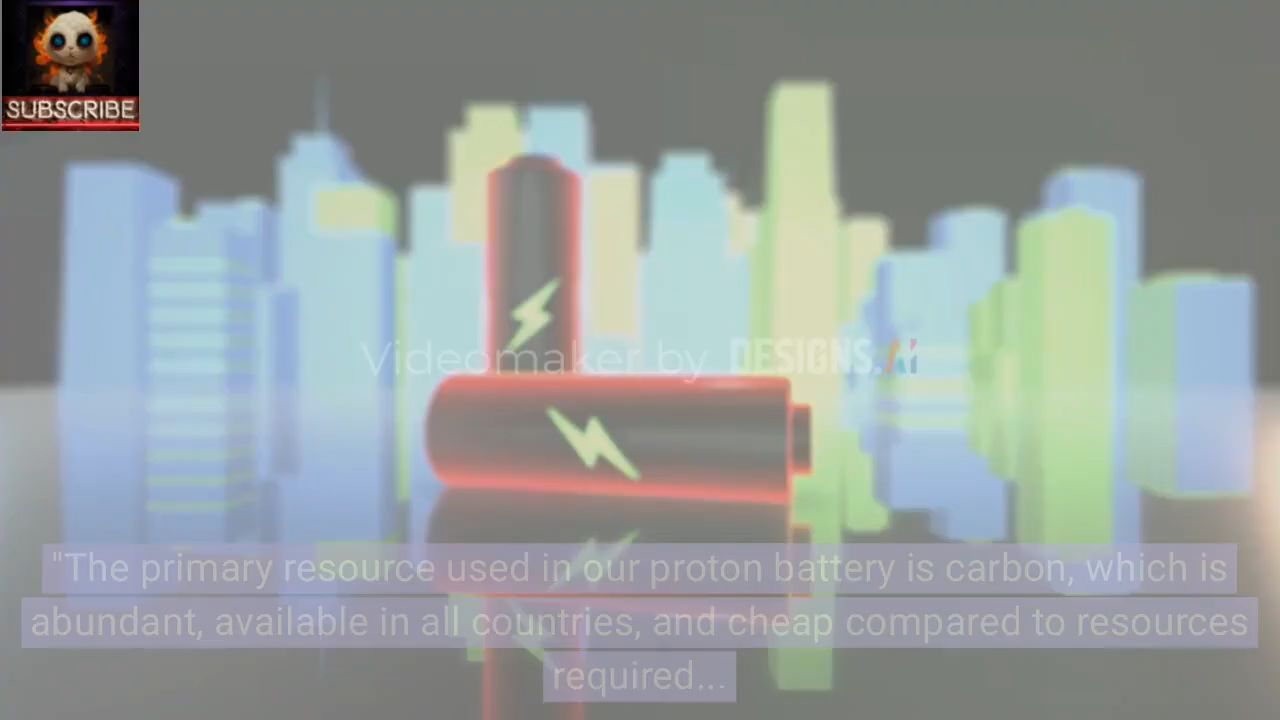 SUBSCRIBE
Videomaker by DESIGNS.AI
"The primary resource used in our proton battery is carbon, which is
abundant, available in all countries, and cheap compared to resources
required...